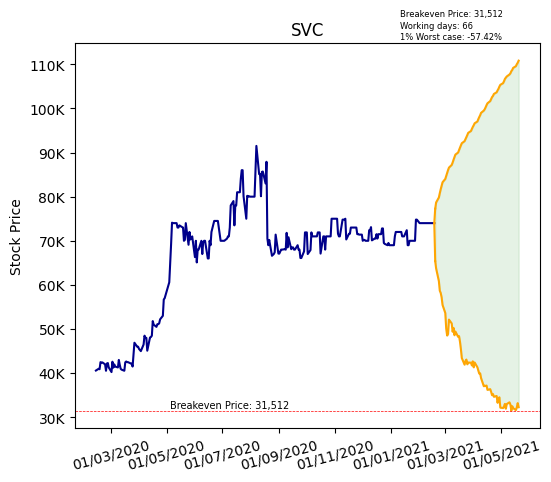 Breakeven Price: 31,512
Working days: 66
1% Worst case: -57.42%
SVC
Stock Price
110K
100K
90K
80K
70K
60K
50K
40K
30K
Breakeven Price: 31,512
01/03/2020
01/05/2020
01/07/2020
01/09/2020
01/11/2020
01/01/2021
01/03/2021
01/05/2021